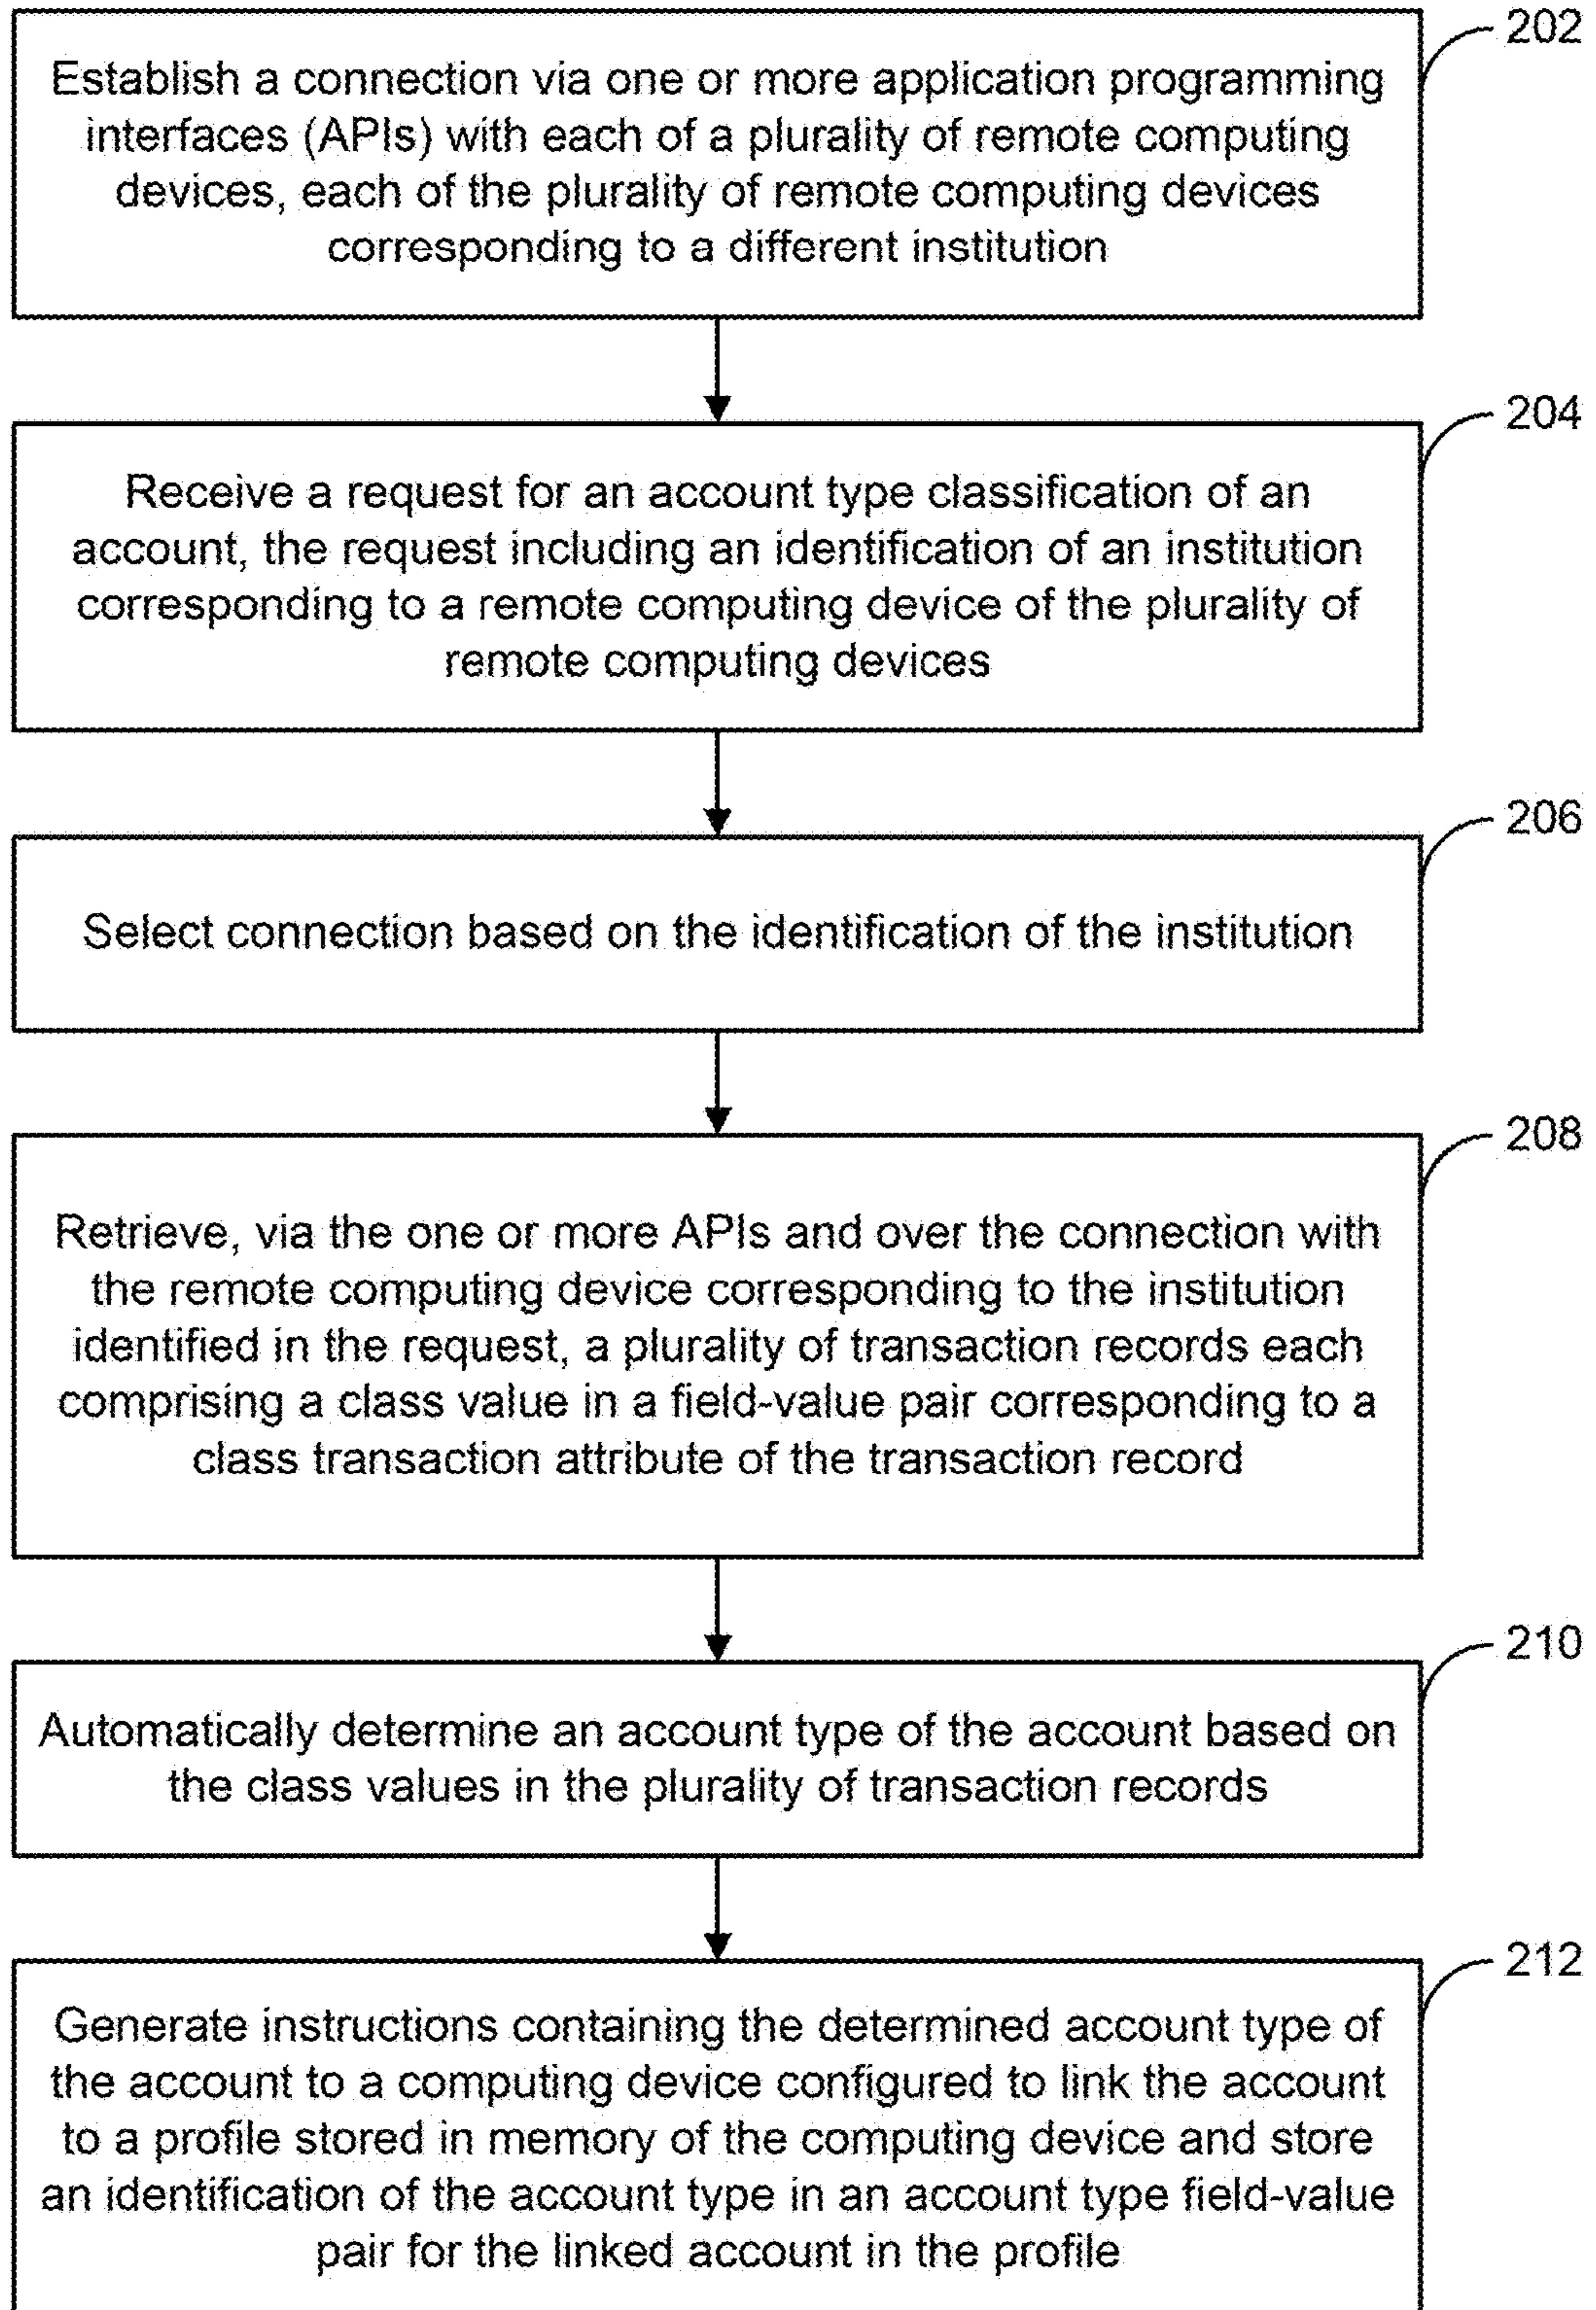 202
Establish a connection via one or more application programming
interfaces (APIs) with each of a plurality of remote computing
devices, each of the plurality of remote computing devices
corresponding to a different institution
204
Receive a request for an account type classification of an
account, the request including an identification of an institution
corresponding to a remote computing device of the plurality of
remote computing devices
206
Select connection based on the identification of the institution
208
Retrieve, via the one or more APIs and over the connection with
the remote computing device corresponding to the institution
identified in the request, a plurality of transaction records each
comprising a class value in a field-value pair corresponding to a
class transaction attribute of the transaction record
210
Automatically determine an account type of the account based on
the class values in the plurality of transaction records
212
Generate instructions containing the determined account type of
the account to a computing device configured to link the account
to a profile stored in memory of the computing device and store
an identification of the account type in an account type field-value
pair for the linked account in the profile